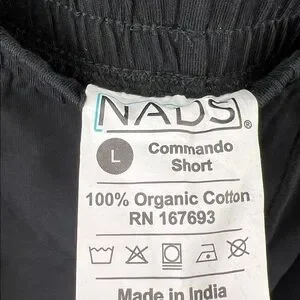 NADS®
L
Commando
Short
100% Organic Cotton
RN 167693
Made in India